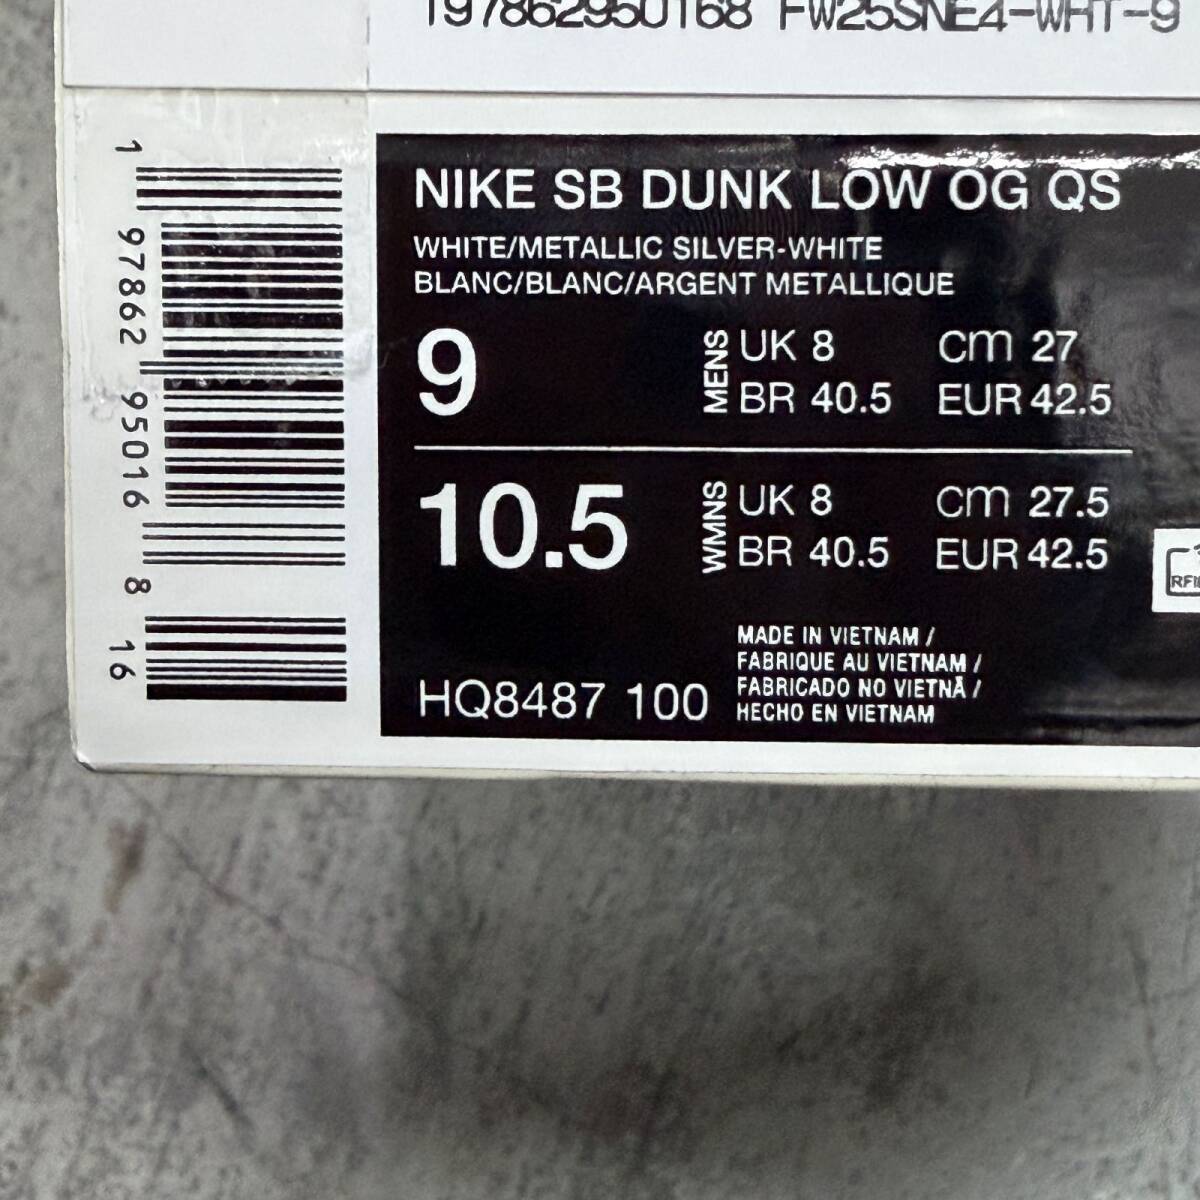 197862950168 FW25SNE4-WHT-9
NIKE SB DUNK LOW OG QS
WHITE/METALLIC SILVER-WHITE
BLANC/BLANC/ARGENT METALLIQUE
9
MENS
UK 8
cm 27
BR 40.5
EUR 42.5
10.5
WMNS
UK 8
cm 27.5
BR 40.5
EUR 42.5
MADE IN VIETNAM /
FABRIQUE AU VIETNAM /
FABRICADO NO VIETNÃ /
HECHO EN VIETNAM
HQ8487 100
1 97862 95016 8 16